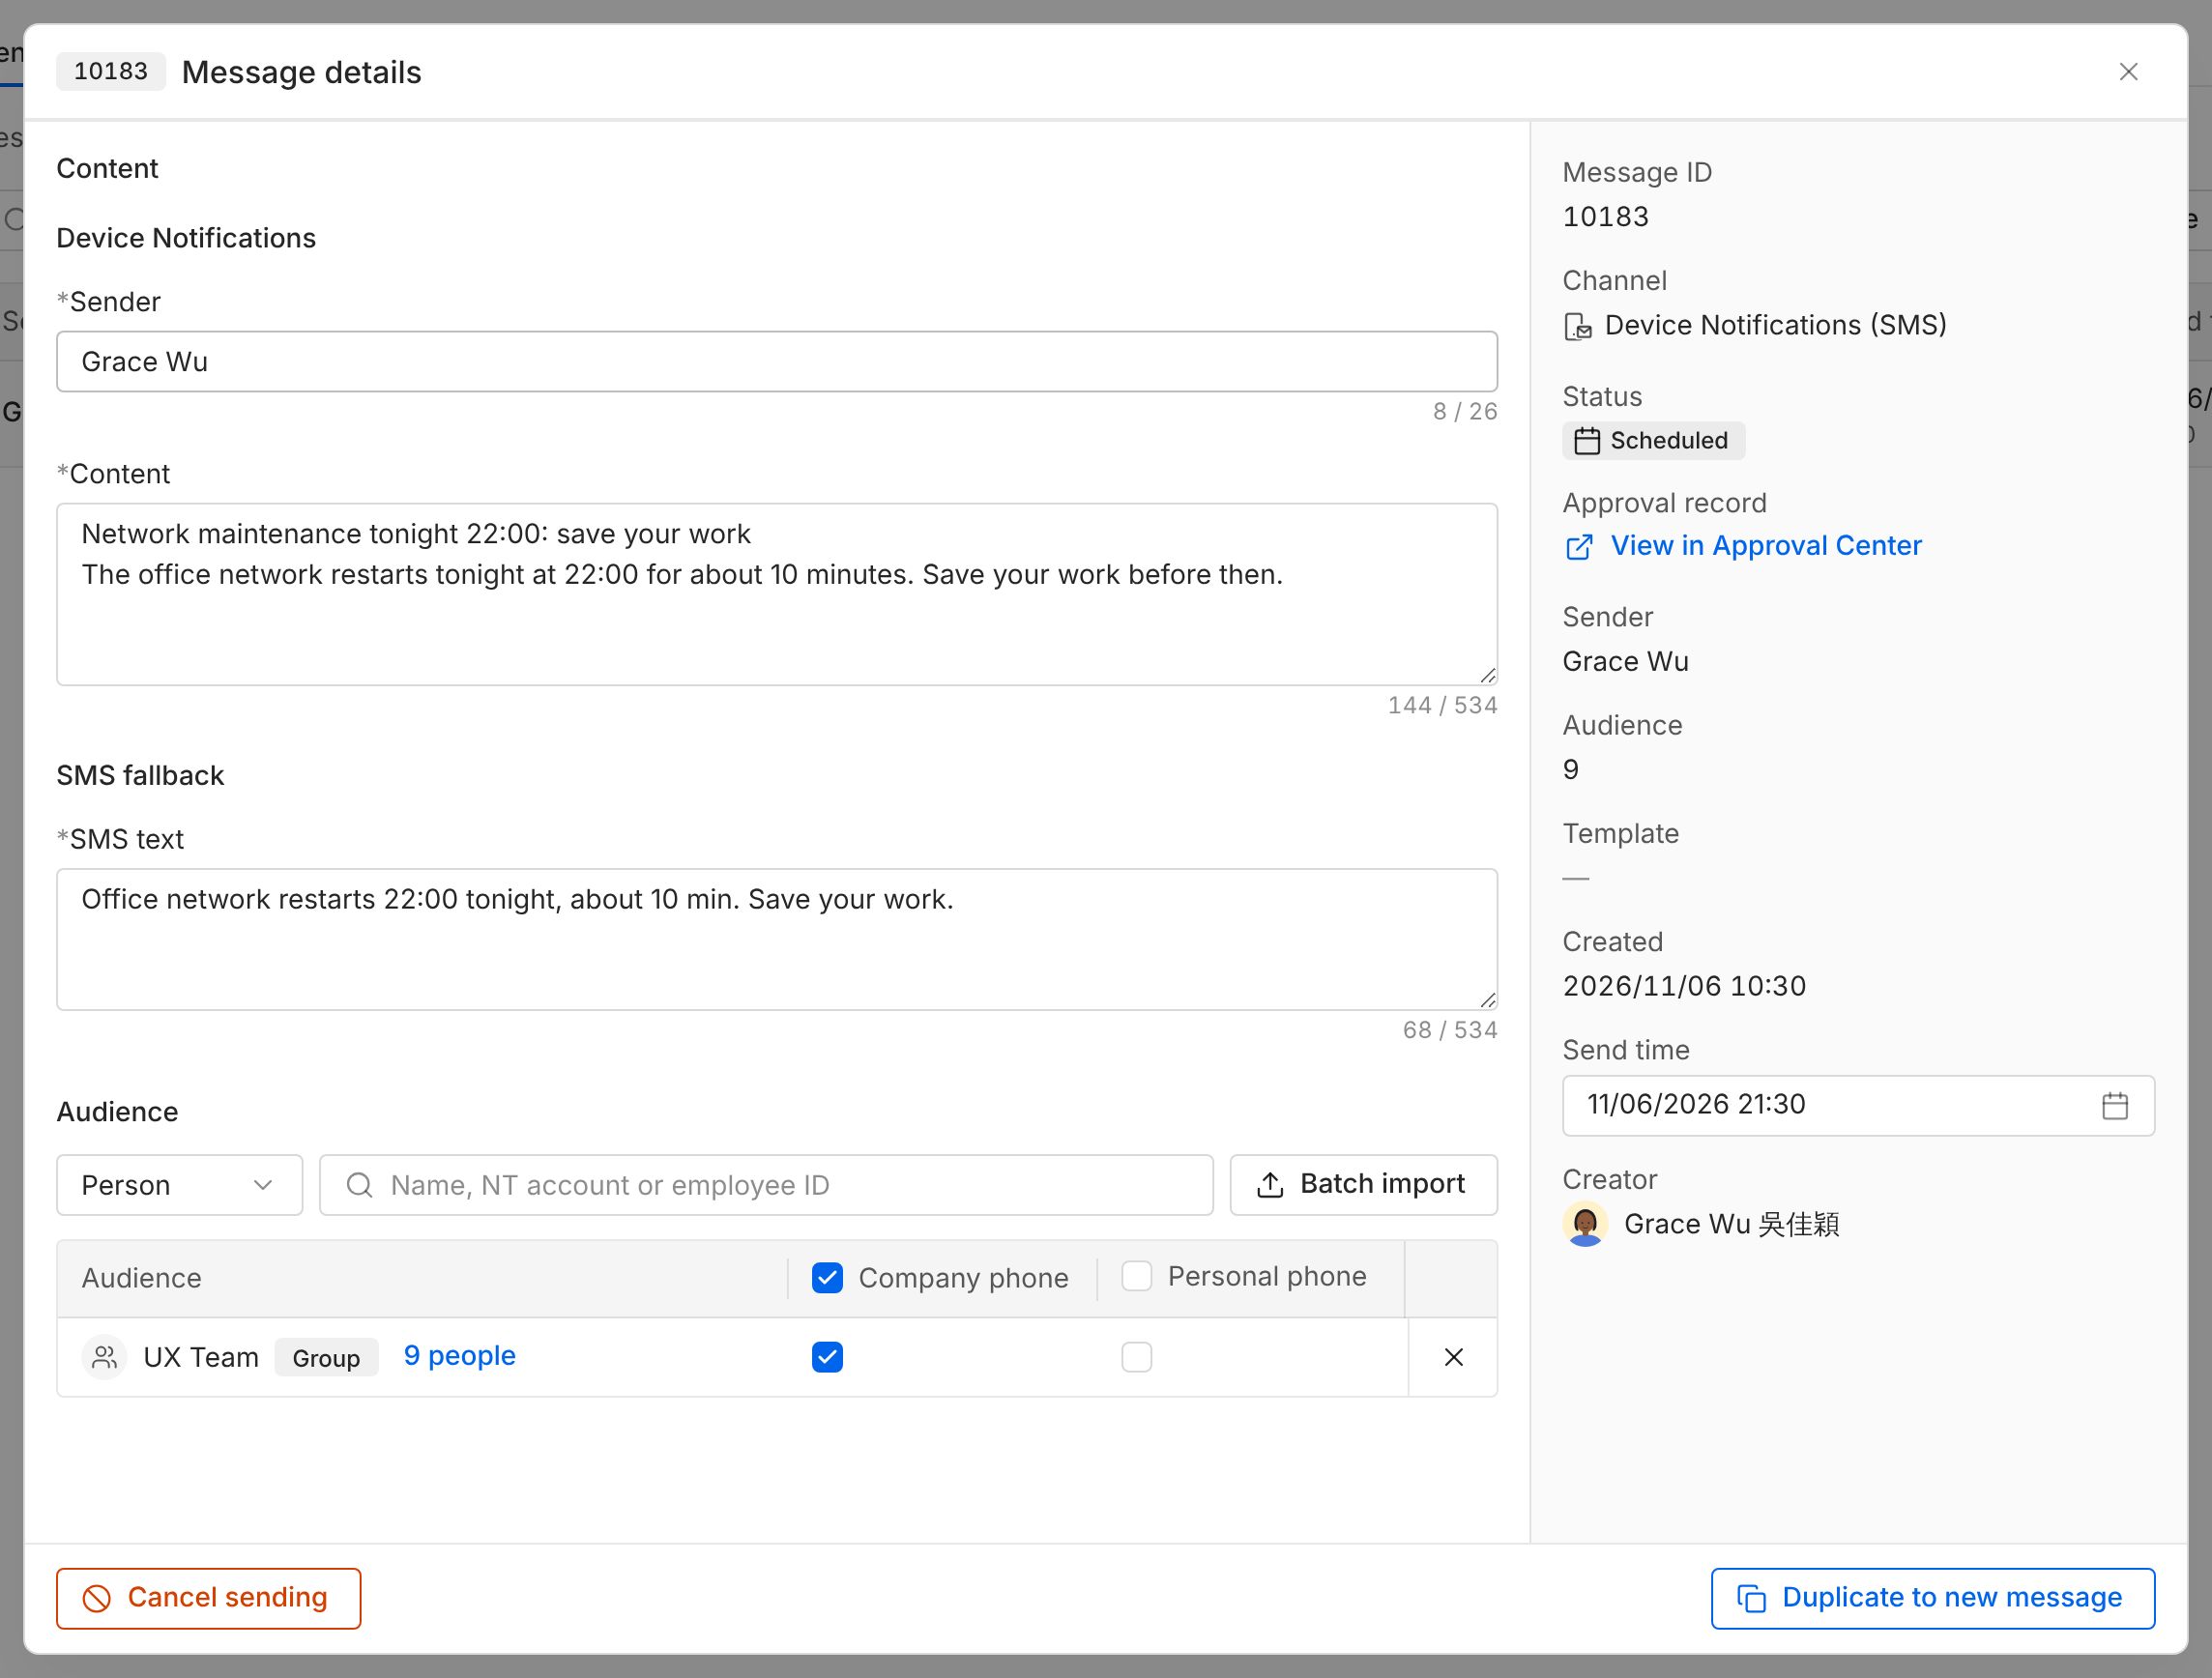 10183 Message details
Content
Device Notifications
*Sender
Grace Wu
8 / 26
*Content
Network maintenance tonight 22:00: save your work
The office network restarts tonight at 22:00 for about 10 minutes. Save your work before then.
144 / 534
SMS fallback
*SMS text
Office network restarts 22:00 tonight, about 10 min. Save your work.
68 / 534
Audience
Person
Name, NT account or employee ID
Batch import
Audience Company phone Personal phone
UX Team Group 9 people
Cancel sending
Message ID
10183
Channel
Device Notifications (SMS)
Status
Scheduled
Approval record
View in Approval Center
Sender
Grace Wu
Audience
9
Template
—
Created
2026/11/06 10:30
Send time
11/06/2026 21:30
Creator
Grace Wu 吳佳穎
Duplicate to new message